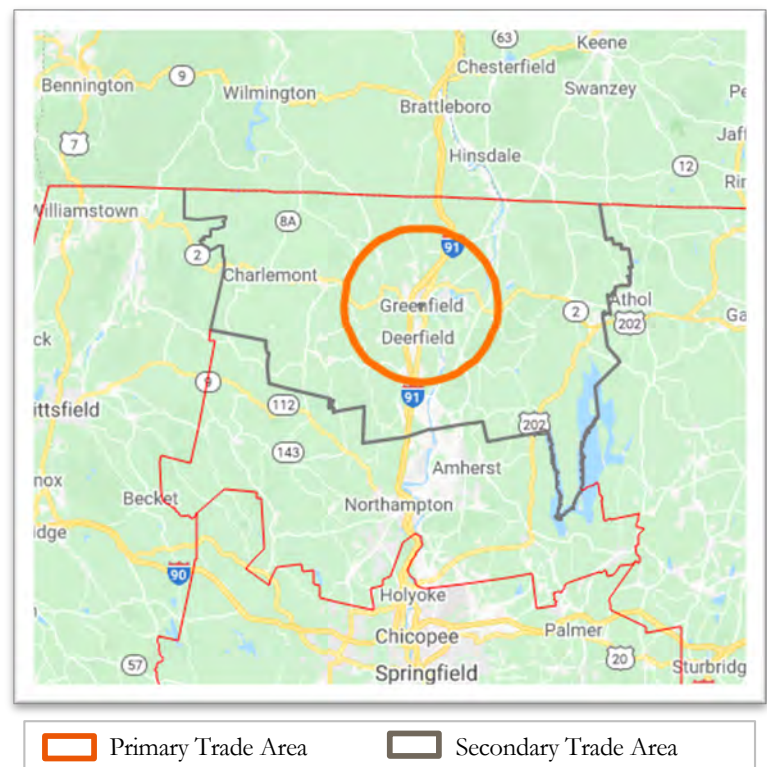 63
Keene
Chesterfield
9
Bennington
Wilmington
Swanzey
Pe
Brattleboro
Jaff
7
Hinsdale
12
Rin
Williamstown
8A
91
2
Charlemont
Athol
Greenfield
2
202
Ga
Deerfield
ck
9
91
ittsfield
112
202
143
Amherst
nox
Becket
Northampton
idge
90
Holyoke
Chicopee
Palmer
57
20
Sturbridg
Springfield
Primary Trade Area
Secondary Trade Area